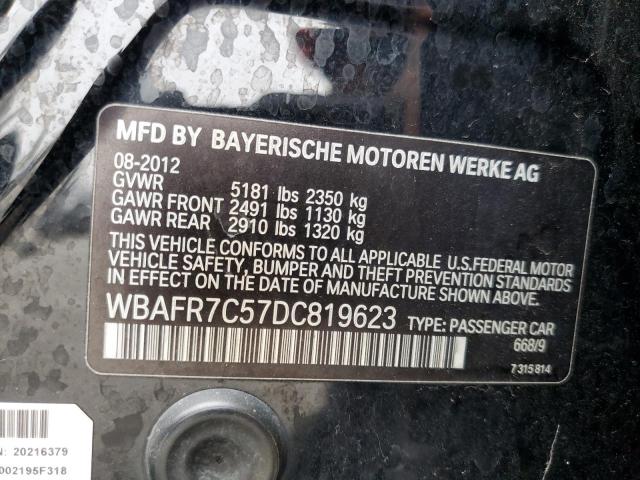 MFD BY BAYERISCHE MOTOREN WERKE AG
08-2012
GVWR 5181 lbs 2350 kg
GAWR FRONT 2491 lbs 1130 kg
GAWR REAR 2910 lbs 1320 kg
THIS VEHICLE CONFORMS TO ALL APPLICABLE U.S.FEDERAL MOTOR
VEHICLE SAFETY, BUMPER AND THEFT PREVENTION STANDARDS
IN EFFECT ON THE DATE OF MANUFACTURE SHOWN ABOVE.
WBAFR7C57DC819623 TYPE: PASSENGER CAR
668/9
7315814
N: 20216379
002195F318